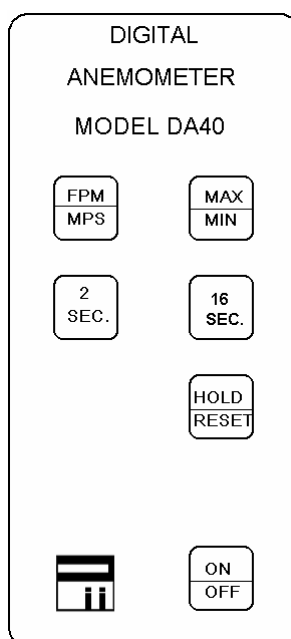 DIGITAL
ANEMOMETER
MODEL DA40
FPM
MPS
MAX
MIN
2
SEC.
16
SEC.
HOLD
RESET
ON
OFF